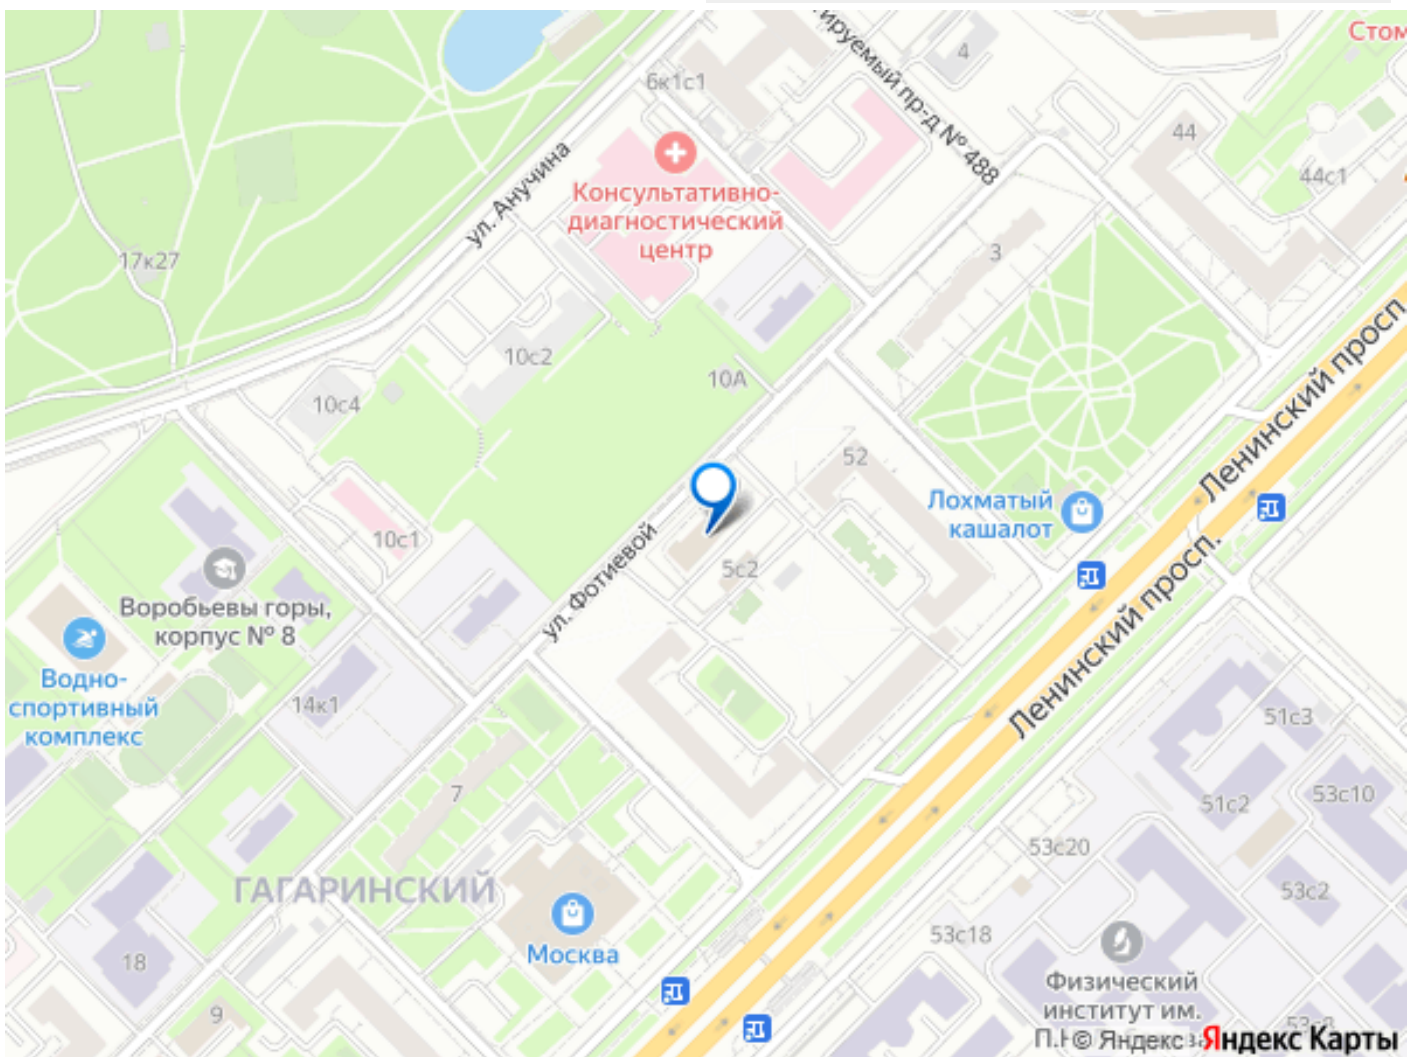 Стом
тируемый пр-д № 488
4
6к1с1
44
44с1
ул. Анучина
Консультативно-
диагностический
центр
17к27
3
Ленинский просп.
10с2
10А
10с4
52
Лохматый
кашалот
10с1
5с2
ул. Фотиевой
Ленинский просп.
Воробьевы горы,
корпус № 8
Водно-
спортивный
комплекс
14к1
51с3
7
51с2
53с10
53с20
ГАГАРИНСКИЙ
53с2
Москва
53с18
18
9
Физический
институт им.
© Яндекс
Яндекс Карты